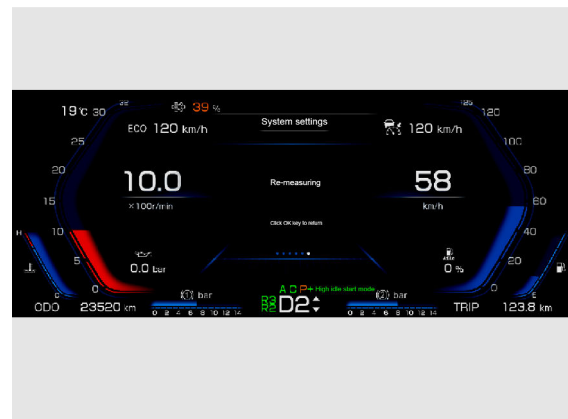 19℃ 30
39 %
120
ECO 120 km/h
System settings
120 km/h
25
100
20
80
10.0
Re-measuring
58
15
60
×100r/min
km/h
Click OK key to return
H
10
40
5
20
0.0 bar
0 %
0
0
C
E
A C P+ High idle start mode
(1) bar
(2) bar
D2
ODO 23520 km
0 2 4 6 8 10 12 14
0 2 4 6 8 10 12 14
TRIP 123.8 km